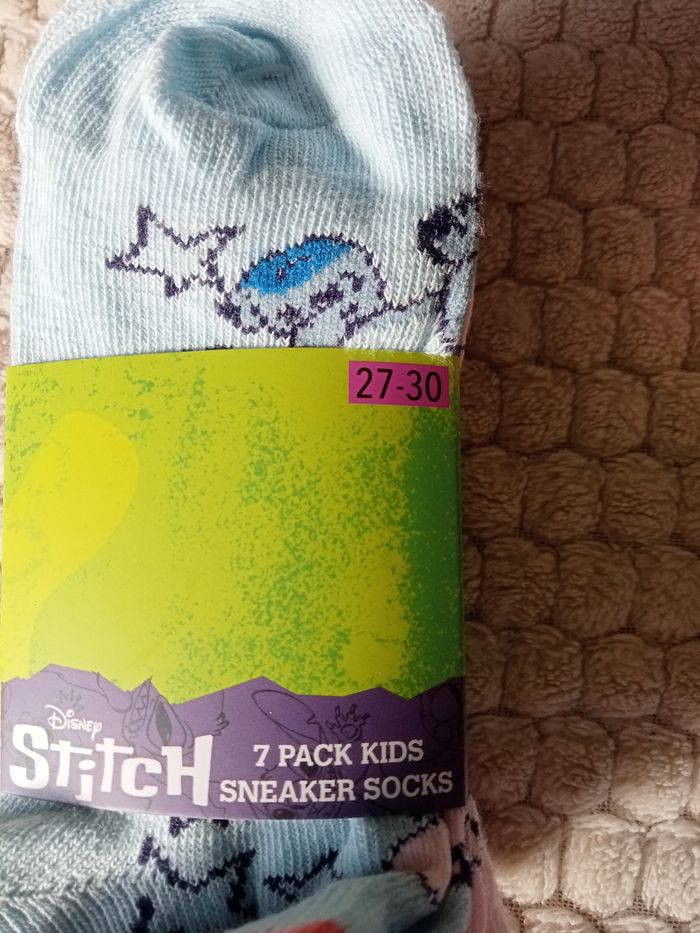 27-30
Disney
Stitch
7 PACK KIDS
SNEAKER SOCKS